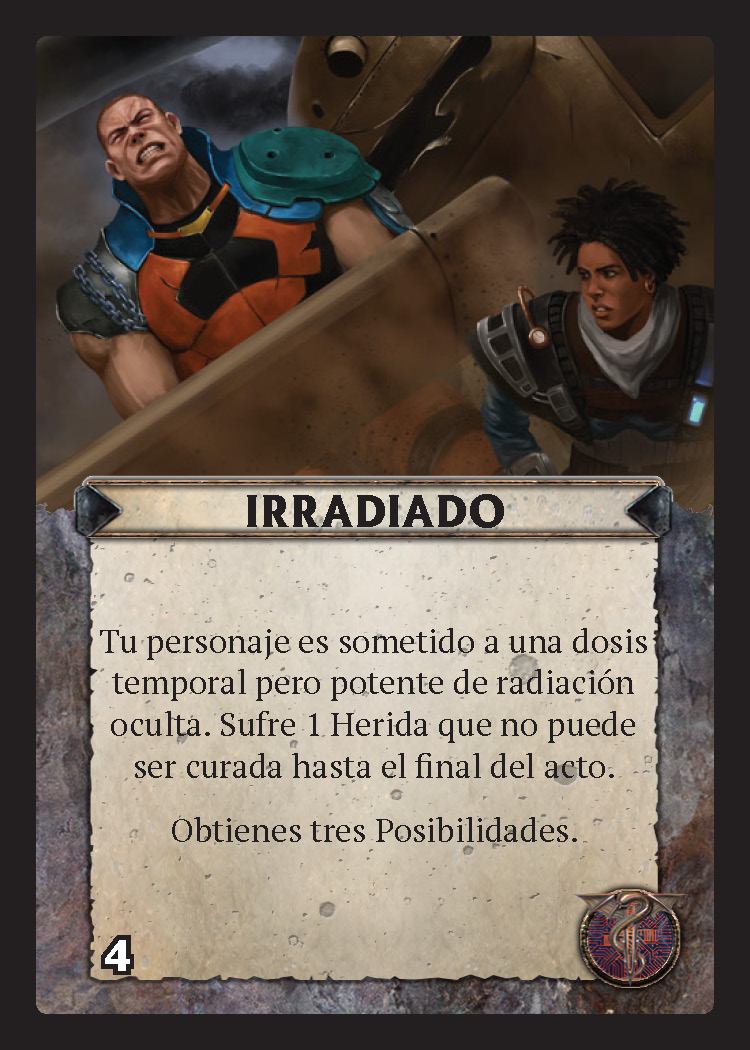 IRRADIADO
Tu personaje es sometido a una dosis
temporal pero potente de radiación
oculta. Sufre 1 Herida que no puede
ser curada hasta el final del acto.
Obtienes tres Posibilidades.
4